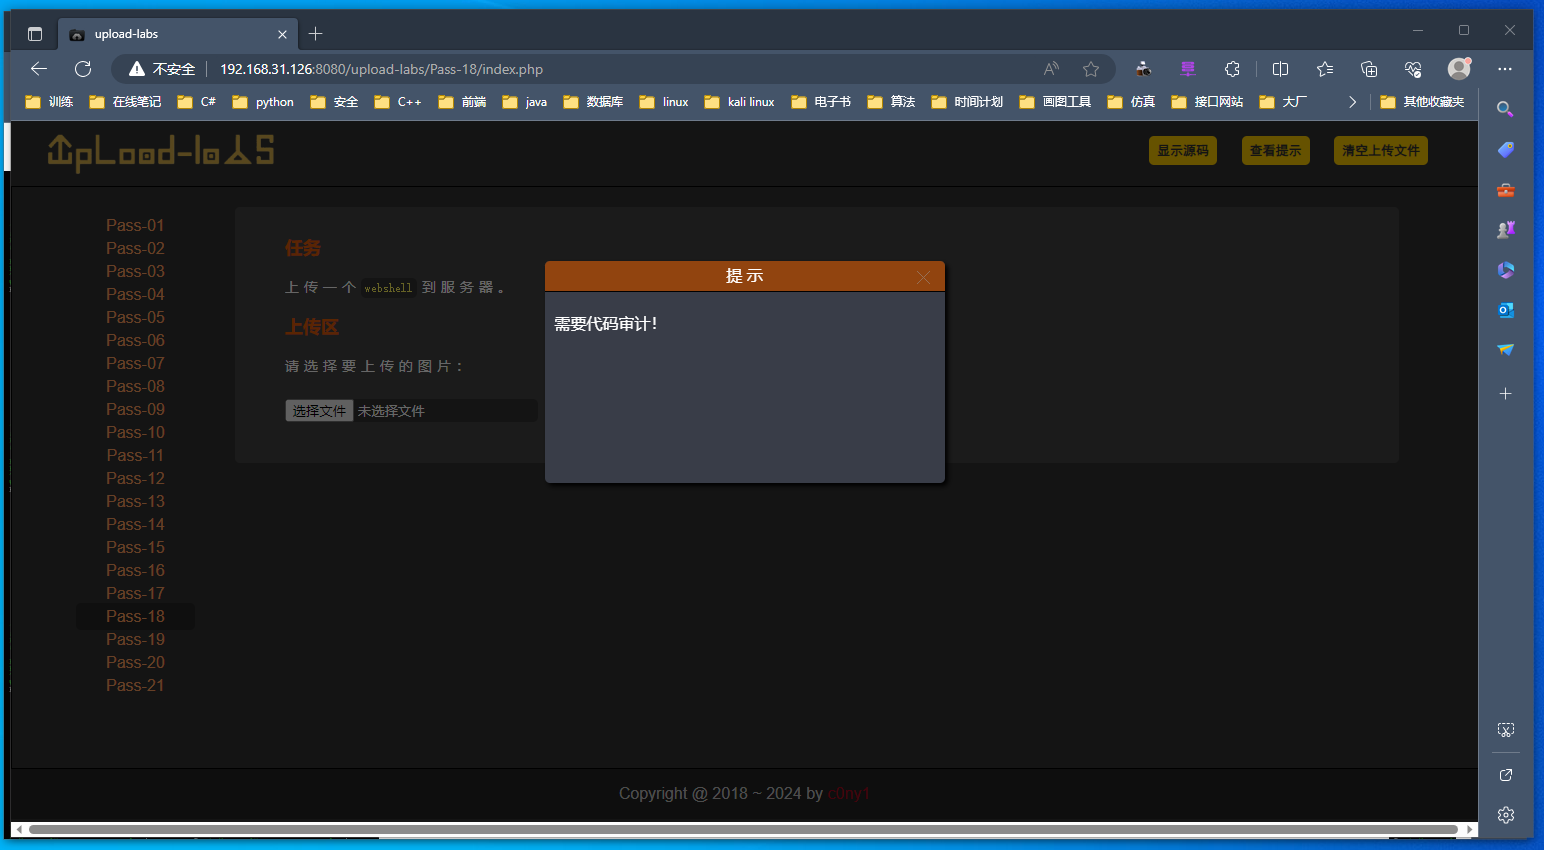 upload-labs
不安全 192.168.31.126:8080/upload-labs/Pass-18/index.php
训练 在线笔记 C# python 安全 C++ 前端 java 数据库 linux kali linux 电子书 算法 时间计划 画图工具 仿真 接口网站 大厂 其他收藏夹
UpLoad-labs 显示源码 查看提示 清空上传文件
Pass-01
Pass-02
Pass-03
Pass-04
Pass-05
Pass-06
Pass-07
Pass-08
Pass-09
Pass-10
Pass-11
Pass-12
Pass-13
Pass-14
Pass-15
Pass-16
Pass-17
Pass-18
Pass-19
Pass-20
Pass-21
任务
上传一个 webshell 到服务器。
上传区
请选择要上传的图片：
选择文件 未选择文件
提示
需要代码审计！
Copyright @ 2018 ~ 2024 by c0ny1